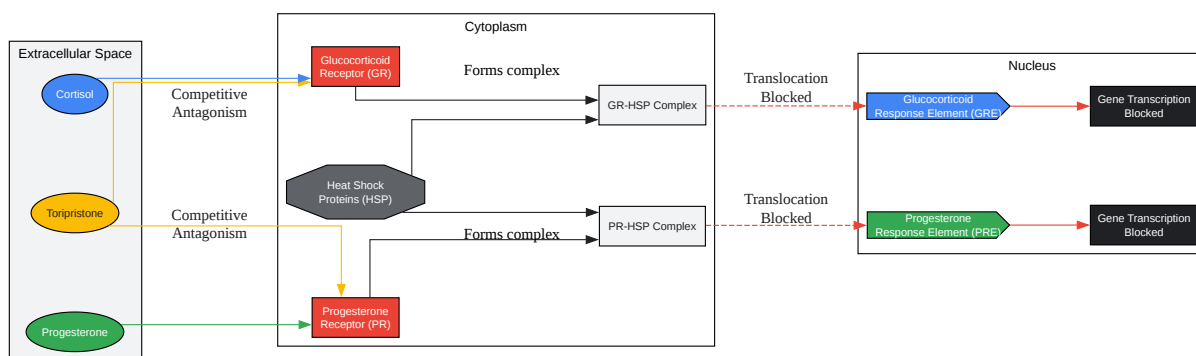 Extracellular Space
Cortisol
Toripristone
Progesterone
Competitive
Antagonism
Competitive
Antagonism
Cytoplasm
Glucocorticoid
Receptor (GR)
Forms complex
GR-HSP Complex
Heat Shock
Proteins (HSP)
PR-HSP Complex
Forms complex
Progesterone
Receptor (PR)
Translocation
Blocked
Translocation
Blocked
Nucleus
Glucocorticoid
Response Element (GRE)
Gene Transcription
Blocked
Progesterone
Response Element (PRE)
Gene Transcription
Blocked